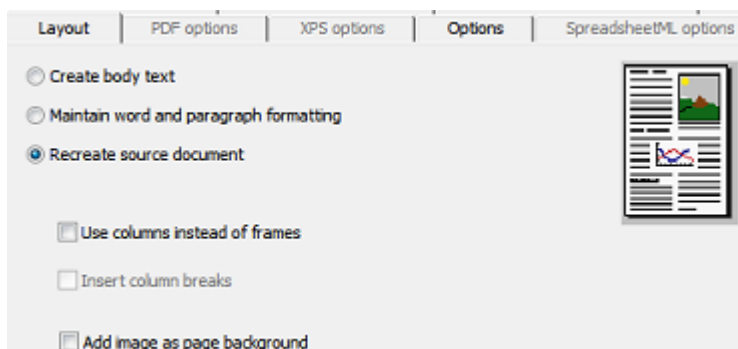 Layout PDF options XPS options Options SpreadsheetML options
Create body text
Maintain word and paragraph formatting
Recreate source document
Use columns instead of frames
Insert column breaks
Add image as page background